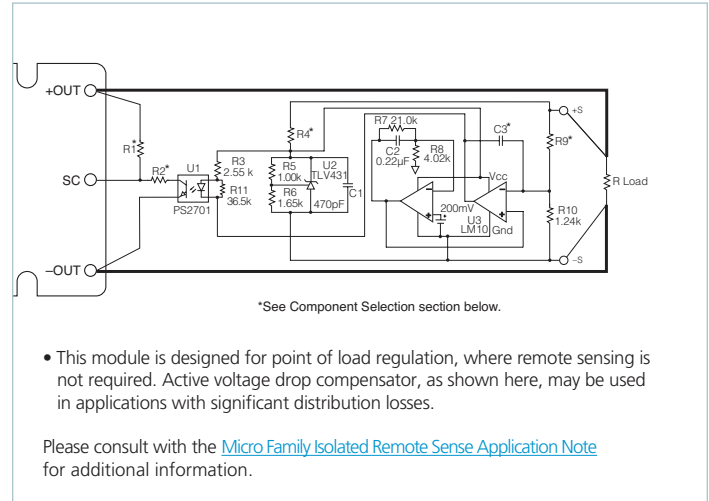 +OUT
SC
–OUT
R1*
R2*
U1
PS2701
R3
2.55 k
R11
36.5k
R4*
R5
1.00k
R6
1.65k
U2
TLV431
470pF
C1
R7 21.0k
C2
0.22µF
R8
4.02k
C3*
Vcc
200mV
U3
LM10 Gnd
+S
R9*
R10
1.24k
–S
R Load
*See Component Selection section below.
• This module is designed for point of load regulation, where remote sensing is
not required. Active voltage drop compensator, as shown here, may be used
in applications with significant distribution losses.
Please consult with the Micro Family Isolated Remote Sense Application Note
for additional information.